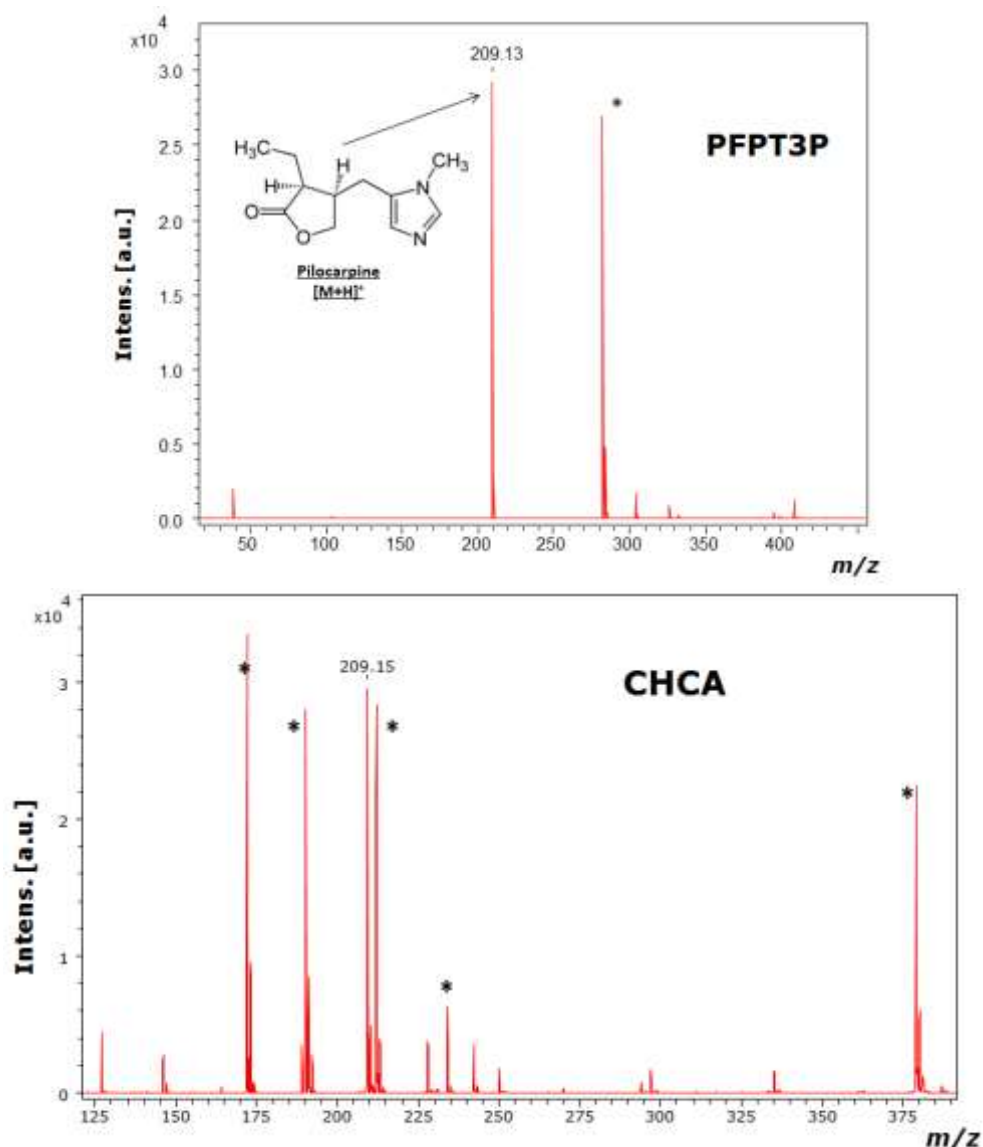 4
x10
209.13
3.0
*
PFPT3P
H₃C
H
CH₃
H
N
O
O
N
2.5
2.0
Pilocarpine
[M+H]⁺
1.5
1.0
0.5
0.0
Intens. [a.u.]
50 100 150 200 250 300 350 400
m/z
4
x10
209.15
CHCA
3
*
*
*
*
*
2
1
0
Intens. [a.u.]
125 150 175 200 225 250 275 300 325 350 375
m/z